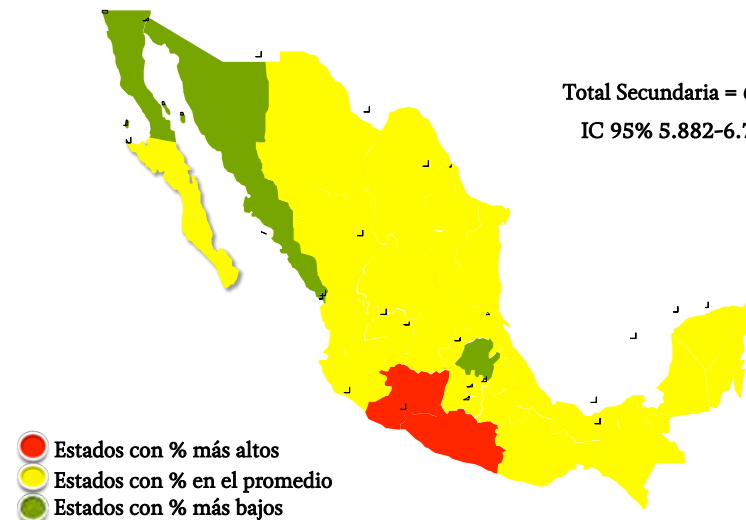 Total Secundaria =
IC 95% 5.882-6.
Estados con % más altos
Estados con % en el promedio
Estados con % más bajos